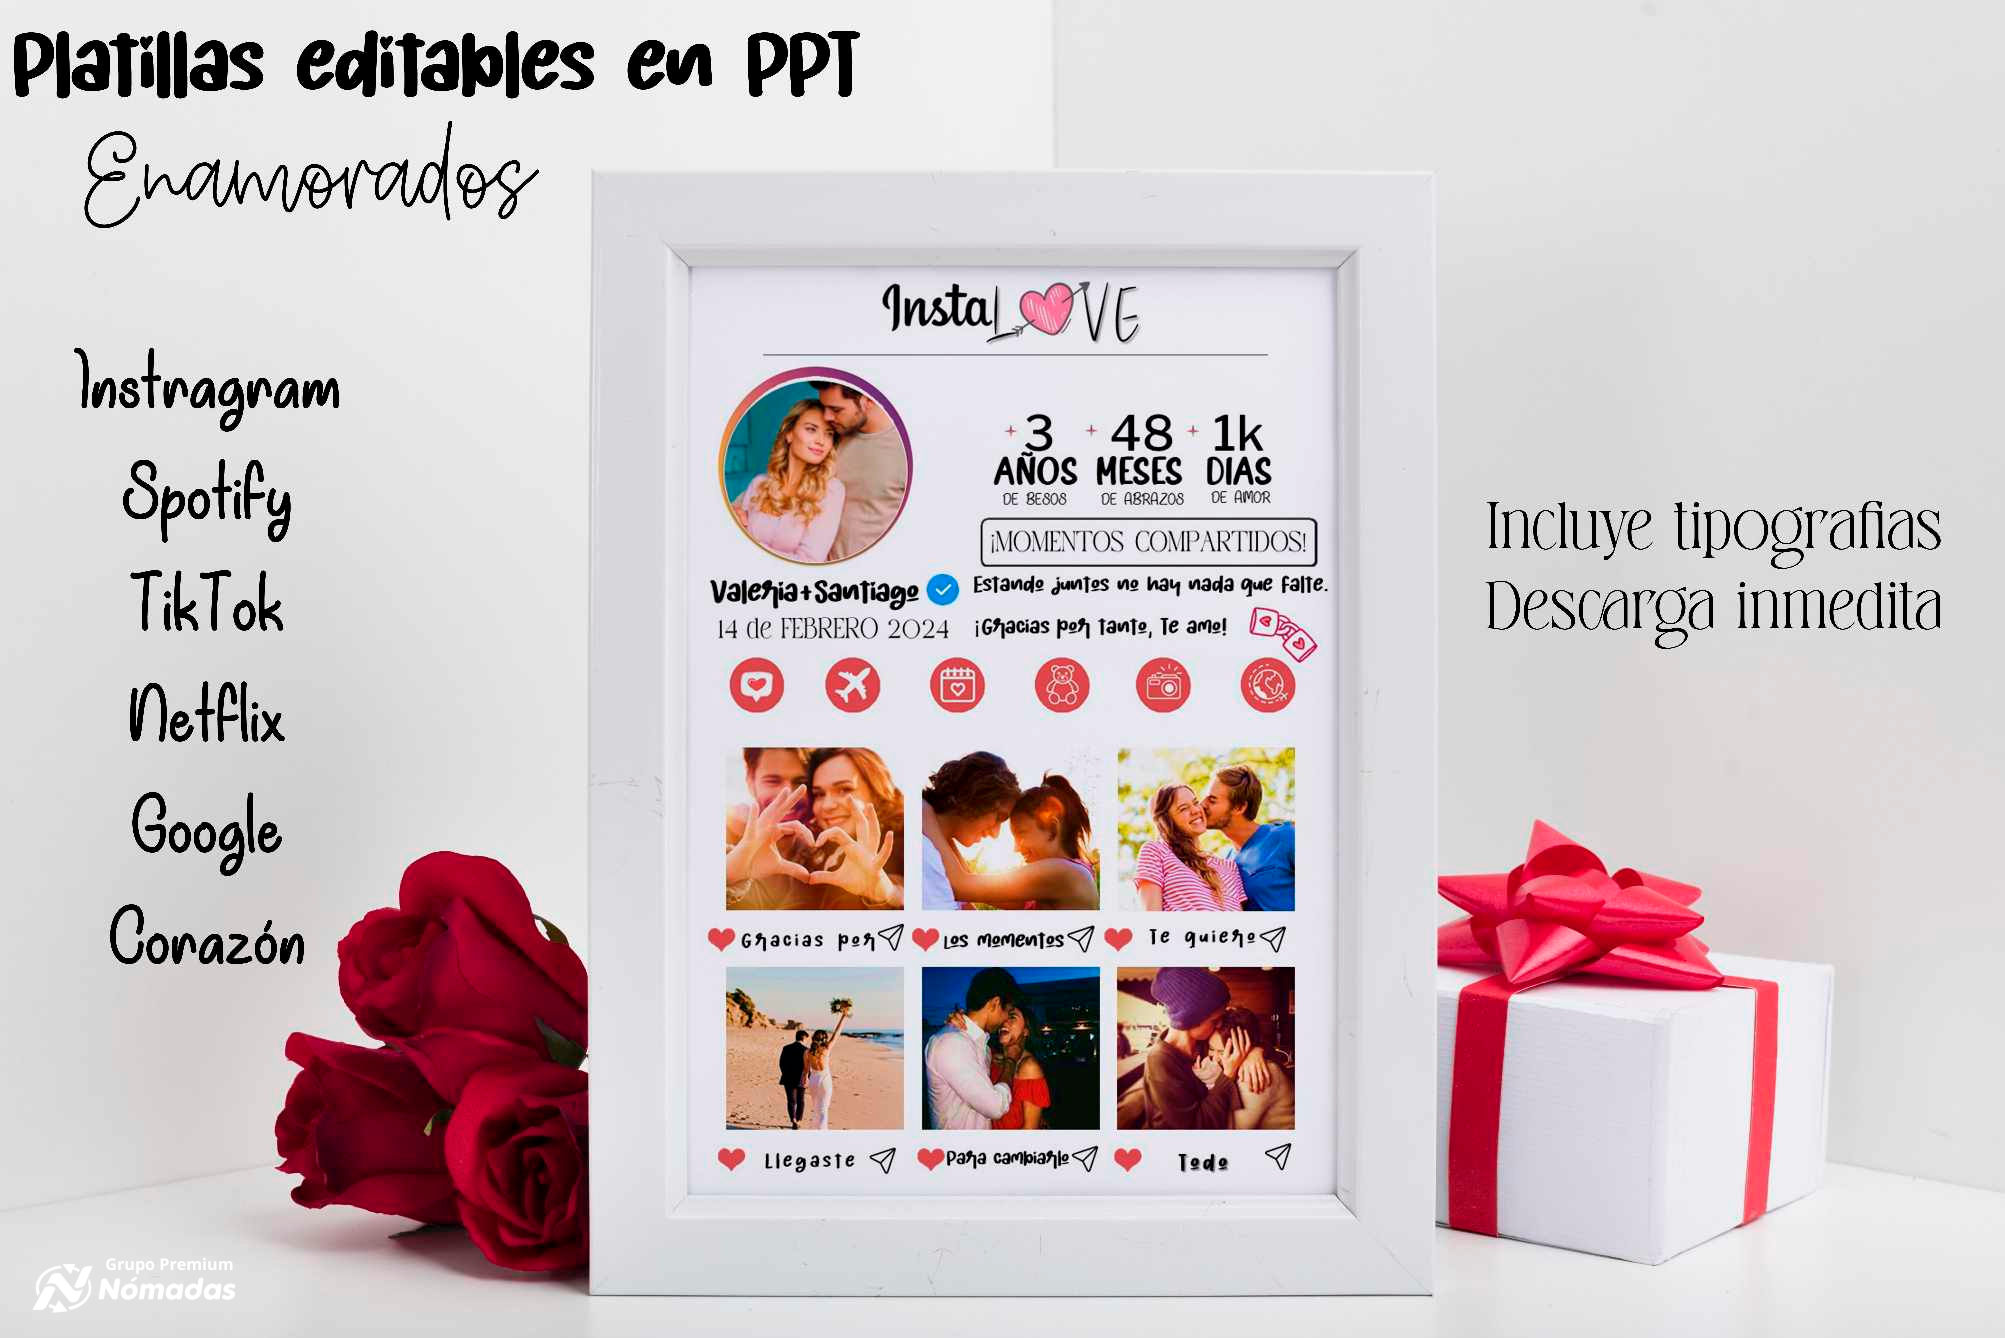 Platillas editables en PPT
Enamorados
Instragram
Spotify
TikTok
Netflix
Google
Corazón
InstaLOVE
+3 +48 +1k
AÑOS MESES DIAS
DE BESOS DE ABRAZOS DE AMOR
¡MOMENTOS COMPARTIDOS!
Valeria+Santiago
Estando juntos no hay nada que falte.
14 de FEBRERO 2024
¡Gracias por tanto, Te amo!
Gracias por
Los momentos
Te quiero
Llegaste
Para cambiarlo
Todo
Incluye tipografias
Descarga inmedita
Grupo Premium
Nómadas